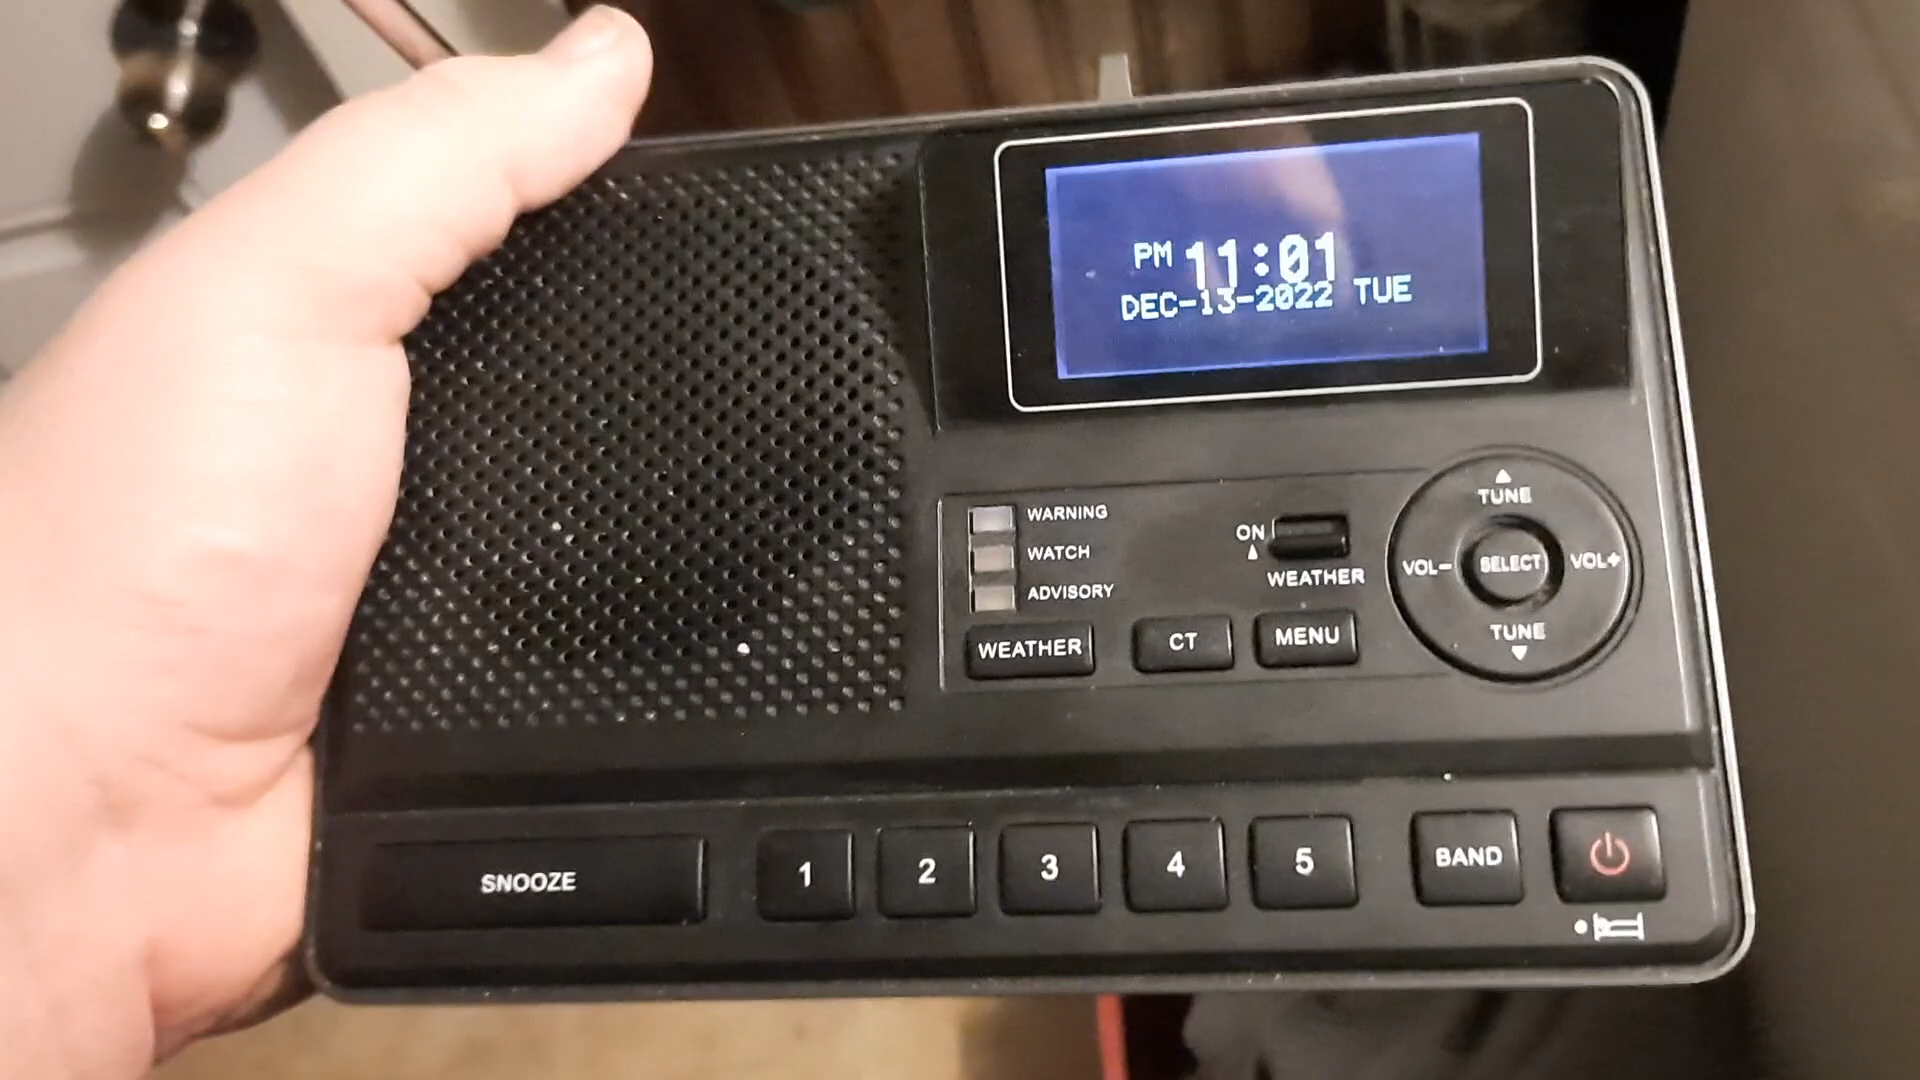 PM 11:01
DEC-13-2022 TUE
WARNING
WATCH
ADVISORY
ON
WEATHER
TUNE
VOL-
SELECT
VOL+
TUNE
WEATHER
CT
MENU
SNOOZE
1
2
3
4
5
BAND